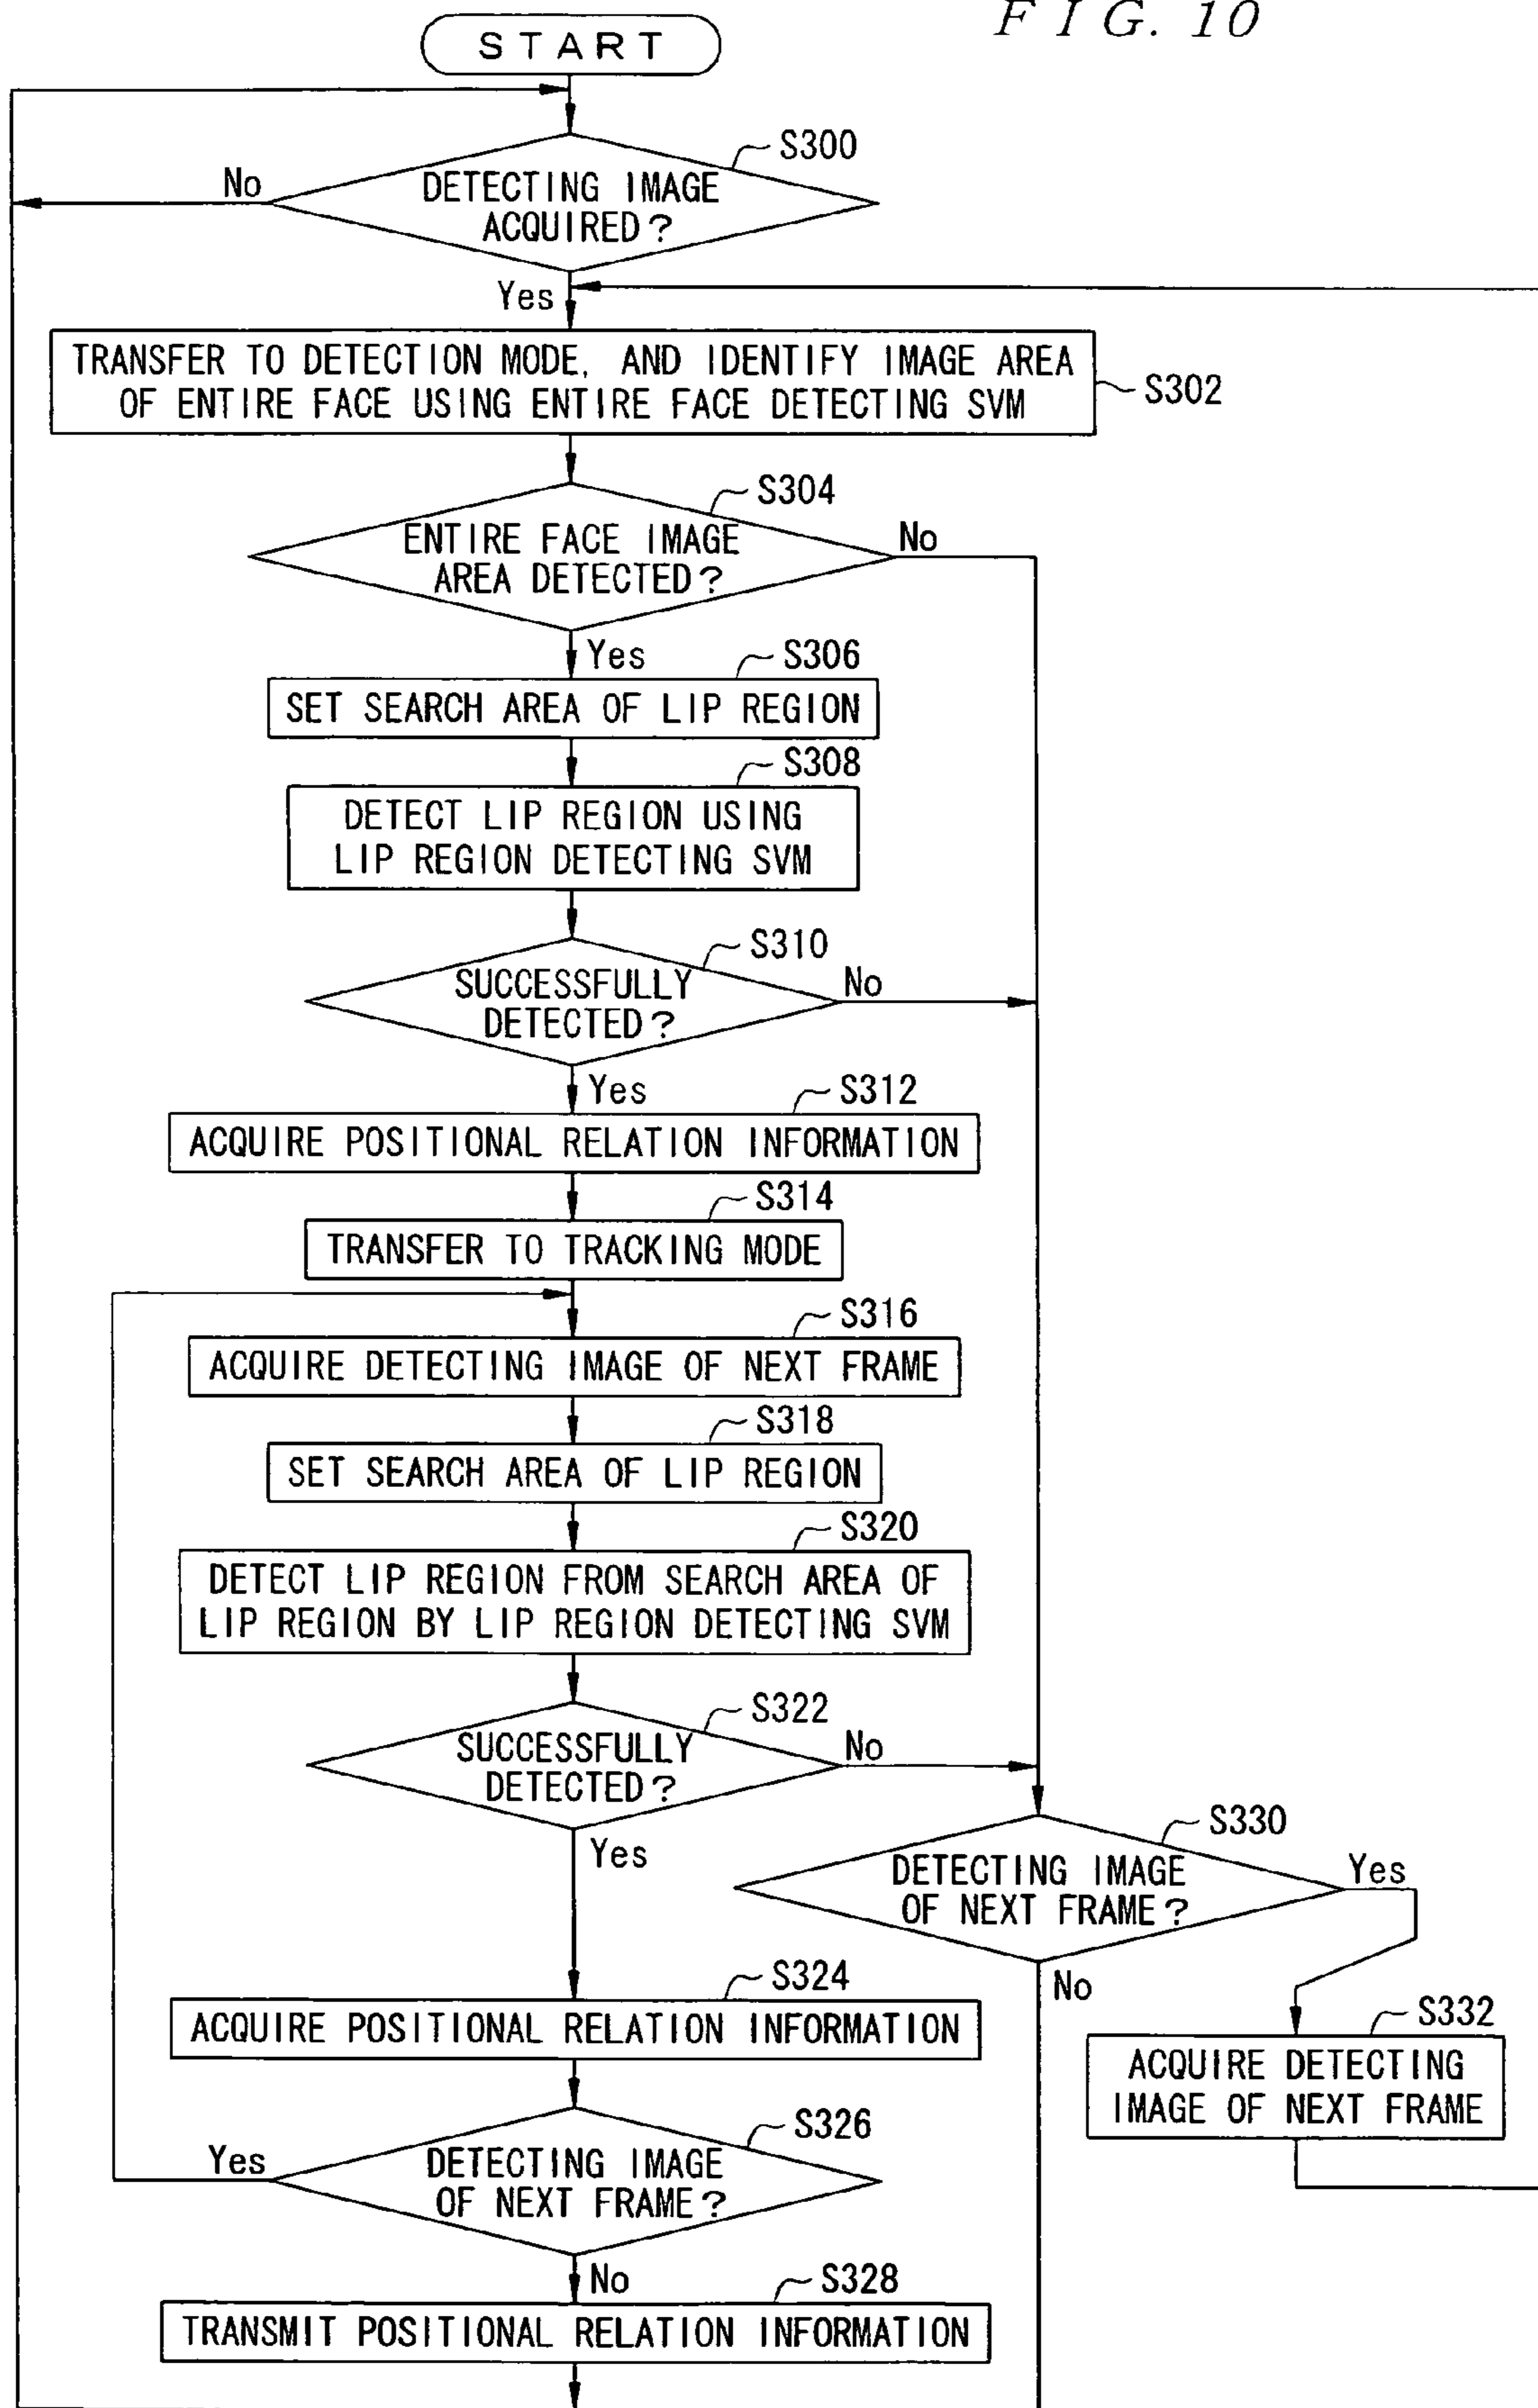 FIG. 10
START
S300
No
DETECTING IMAGE
ACQUIRED?
Yes
TRANSFER TO DETECTION MODE, AND IDENTIFY IMAGE AREA
OF ENTIRE FACE USING ENTIRE FACE DETECTING SVM
S302
S304
ENTIRE FACE IMAGE
AREA DETECTED?
No
Yes
S306
SET SEARCH AREA OF LIP REGION
S308
DETECT LIP REGION USING
LIP REGION DETECTING SVM
S310
SUCCESSFULLY
DETECTED?
No
Yes
S312
ACQUIRE POSITIONAL RELATION INFORMATION
S314
TRANSFER TO TRACKING MODE
S316
ACQUIRE DETECTING IMAGE OF NEXT FRAME
S318
SET SEARCH AREA OF LIP REGION
S320
DETECT LIP REGION FROM SEARCH AREA OF
LIP REGION BY LIP REGION DETECTING SVM
S322
SUCCESSFULLY
DETECTED?
No
Yes
S330
DETECTING IMAGE
OF NEXT FRAME?
Yes
No
S324
ACQUIRE POSITIONAL RELATION INFORMATION
S332
ACQUIRE DETECTING
IMAGE OF NEXT FRAME
S326
Yes
DETECTING IMAGE
OF NEXT FRAME?
No
S328
TRANSMIT POSITIONAL RELATION INFORMATION